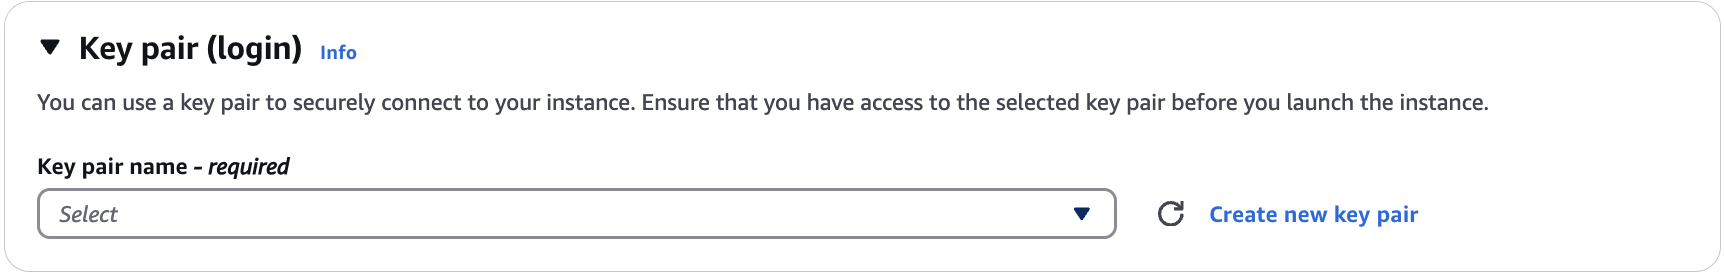 Key pair (login) Info
You can use a key pair to securely connect to your instance. Ensure that you have access to the selected key pair before you launch the instance.
Key pair name - required
Select Create new key pair